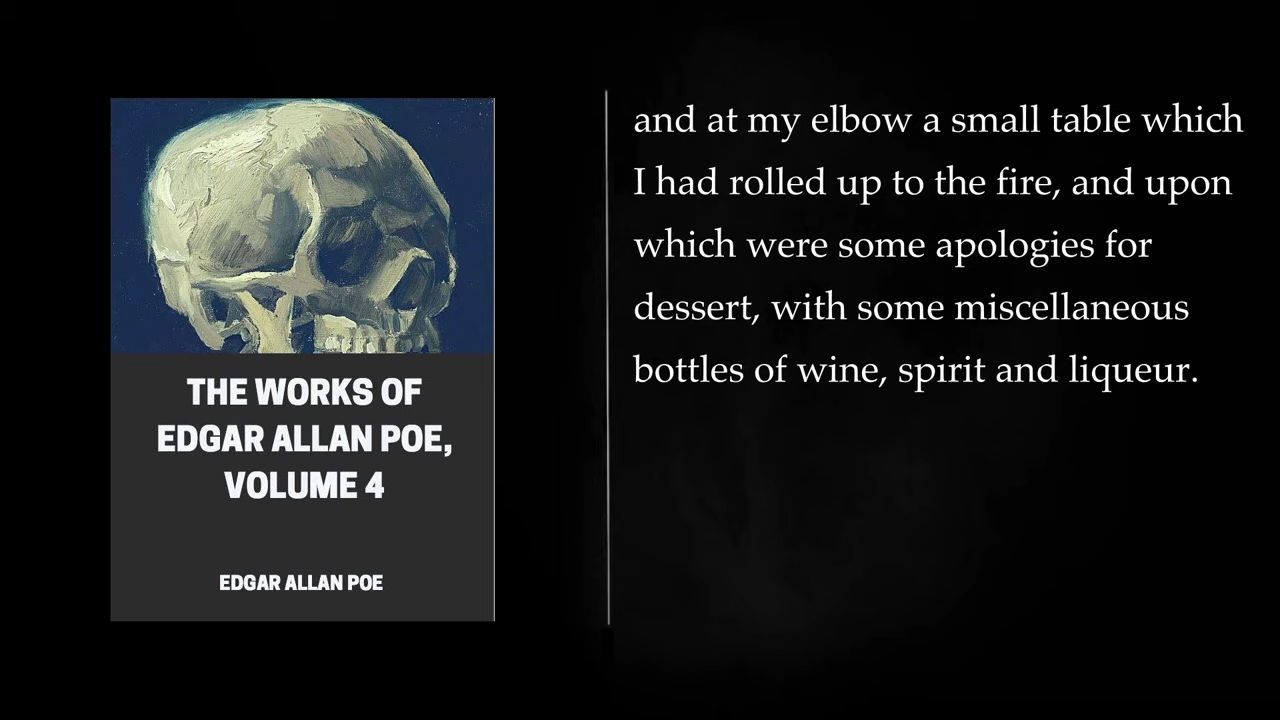 THE WORKS OF
EDGAR ALLAN POE,
VOLUME 4
EDGAR ALLAN POE
and at my elbow a small table which
I had rolled up to the fire, and upon
which were some apologies for
dessert, with some miscellaneous
bottles of wine, spirit and liqueur.